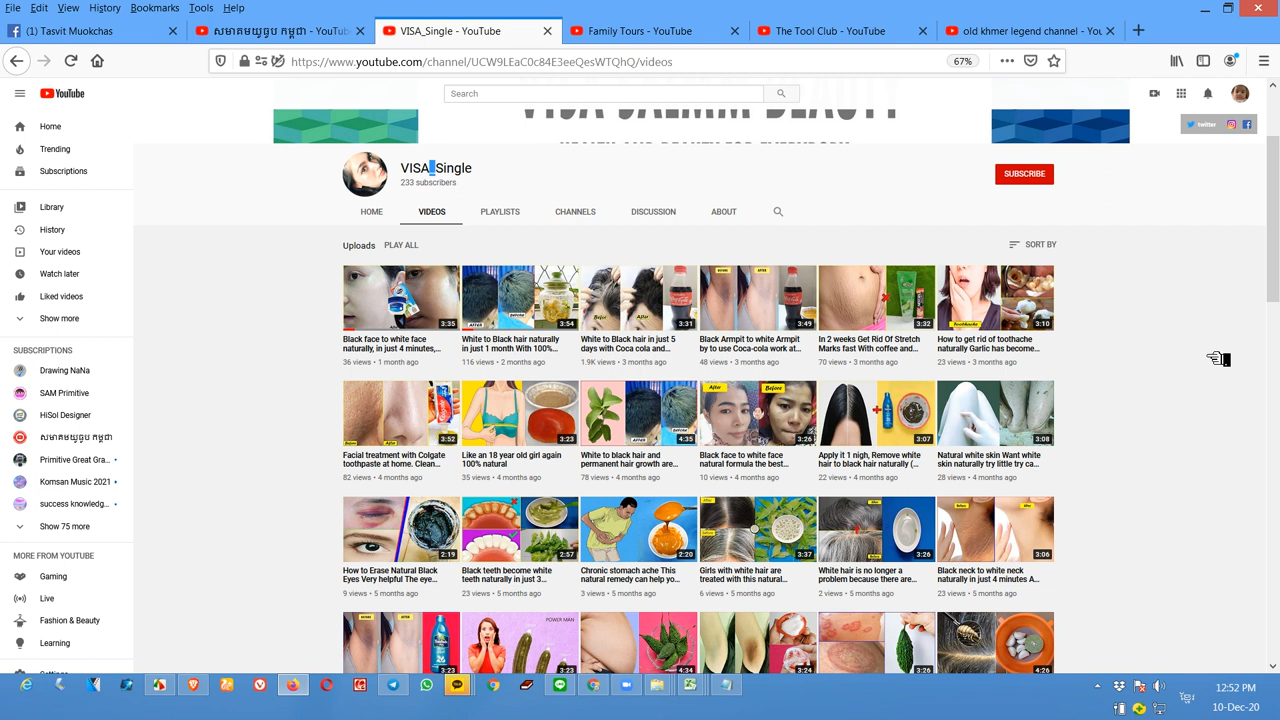 File Edit View History Bookmarks Tools Help
(1) Tasvit Muokchas
សមាគមយូធូប កម្ពុជា - YouTub
VISA_Single - YouTube
Family Tours - YouTube
The Tool Club - YouTube
old khmer legend channel - You
https://www.youtube.com/channel/UCW9LEaC0c84E3eeQesWTQhQ/videos
67%
YouTube
Search
twitter
Home
Trending
Subscriptions
Library
History
Your videos
Watch later
Liked videos
Show more
SUBSCRIPTIONS
Drawing NaNa
SAM Primitive
HiSol Designer
សមាគមយូធូប កម្ពុជា
Primitive Great Gra...
Komsan Music 2021
success knowledg...
Show 75 more
MORE FROM YOUTUBE
Gaming
Live
Fashion & Beauty
Learning
VISA_Single
233 subscribers
SUBSCRIBE
HOME VIDEOS PLAYLISTS CHANNELS DISCUSSION ABOUT
Uploads PLAY ALL
SORT BY
3:35 3:54 3:31 3:49 3:32 3:10
Black face to white face naturally, in just 4 minutes,...
36 views • 1 month ago
White to Black hair naturally in just 1 month With 100%...
116 views • 2 months ago
White to Black hair in just 5 days with Coca cola and...
1.9K views • 3 months ago
Black Armpit to white Armpit by to use Coca-cola work at...
48 views • 3 months ago
In 2 weeks Get Rid Of Stretch Marks fast With coffee and...
70 views • 3 months ago
How to get rid of toothache naturally Garlic has become...
23 views • 3 months ago
3:52 3:23 4:35 3:26 3:07 3:08
Facial treatment with Colgate toothpaste at home. Clean...
82 views • 4 months ago
Like an 18 year old girl again 100% natural
35 views • 4 months ago
White to black hair and permanent hair growth are...
78 views • 4 months ago
Black face to white face natural formula the best...
10 views • 4 months ago
Apply it 1 nigh, Remove white hair to black hair naturally (...
22 views • 4 months ago
Natural white skin Want white skin naturally try little try ca...
28 views • 4 months ago
2:19 2:57 2:20 3:37 3:26 3:06
How to Erase Natural Black Eyes Very helpful The eye...
9 views • 5 months ago
Black teeth become white teeth naturally in just 3...
23 views • 5 months ago
Chronic stomach ache This natural remedy can help yo...
3 views • 5 months ago
Girls with white hair are treated with this natural...
6 views • 5 months ago
White hair is no longer a problem because there are...
2 views • 5 months ago
Black neck to white neck naturally in just 4 minutes A...
23 views • 5 months ago
POWER MAN
3:23 3:23 4:34 3:24 3:26 4:26
12:52 PM
10-Dec-20